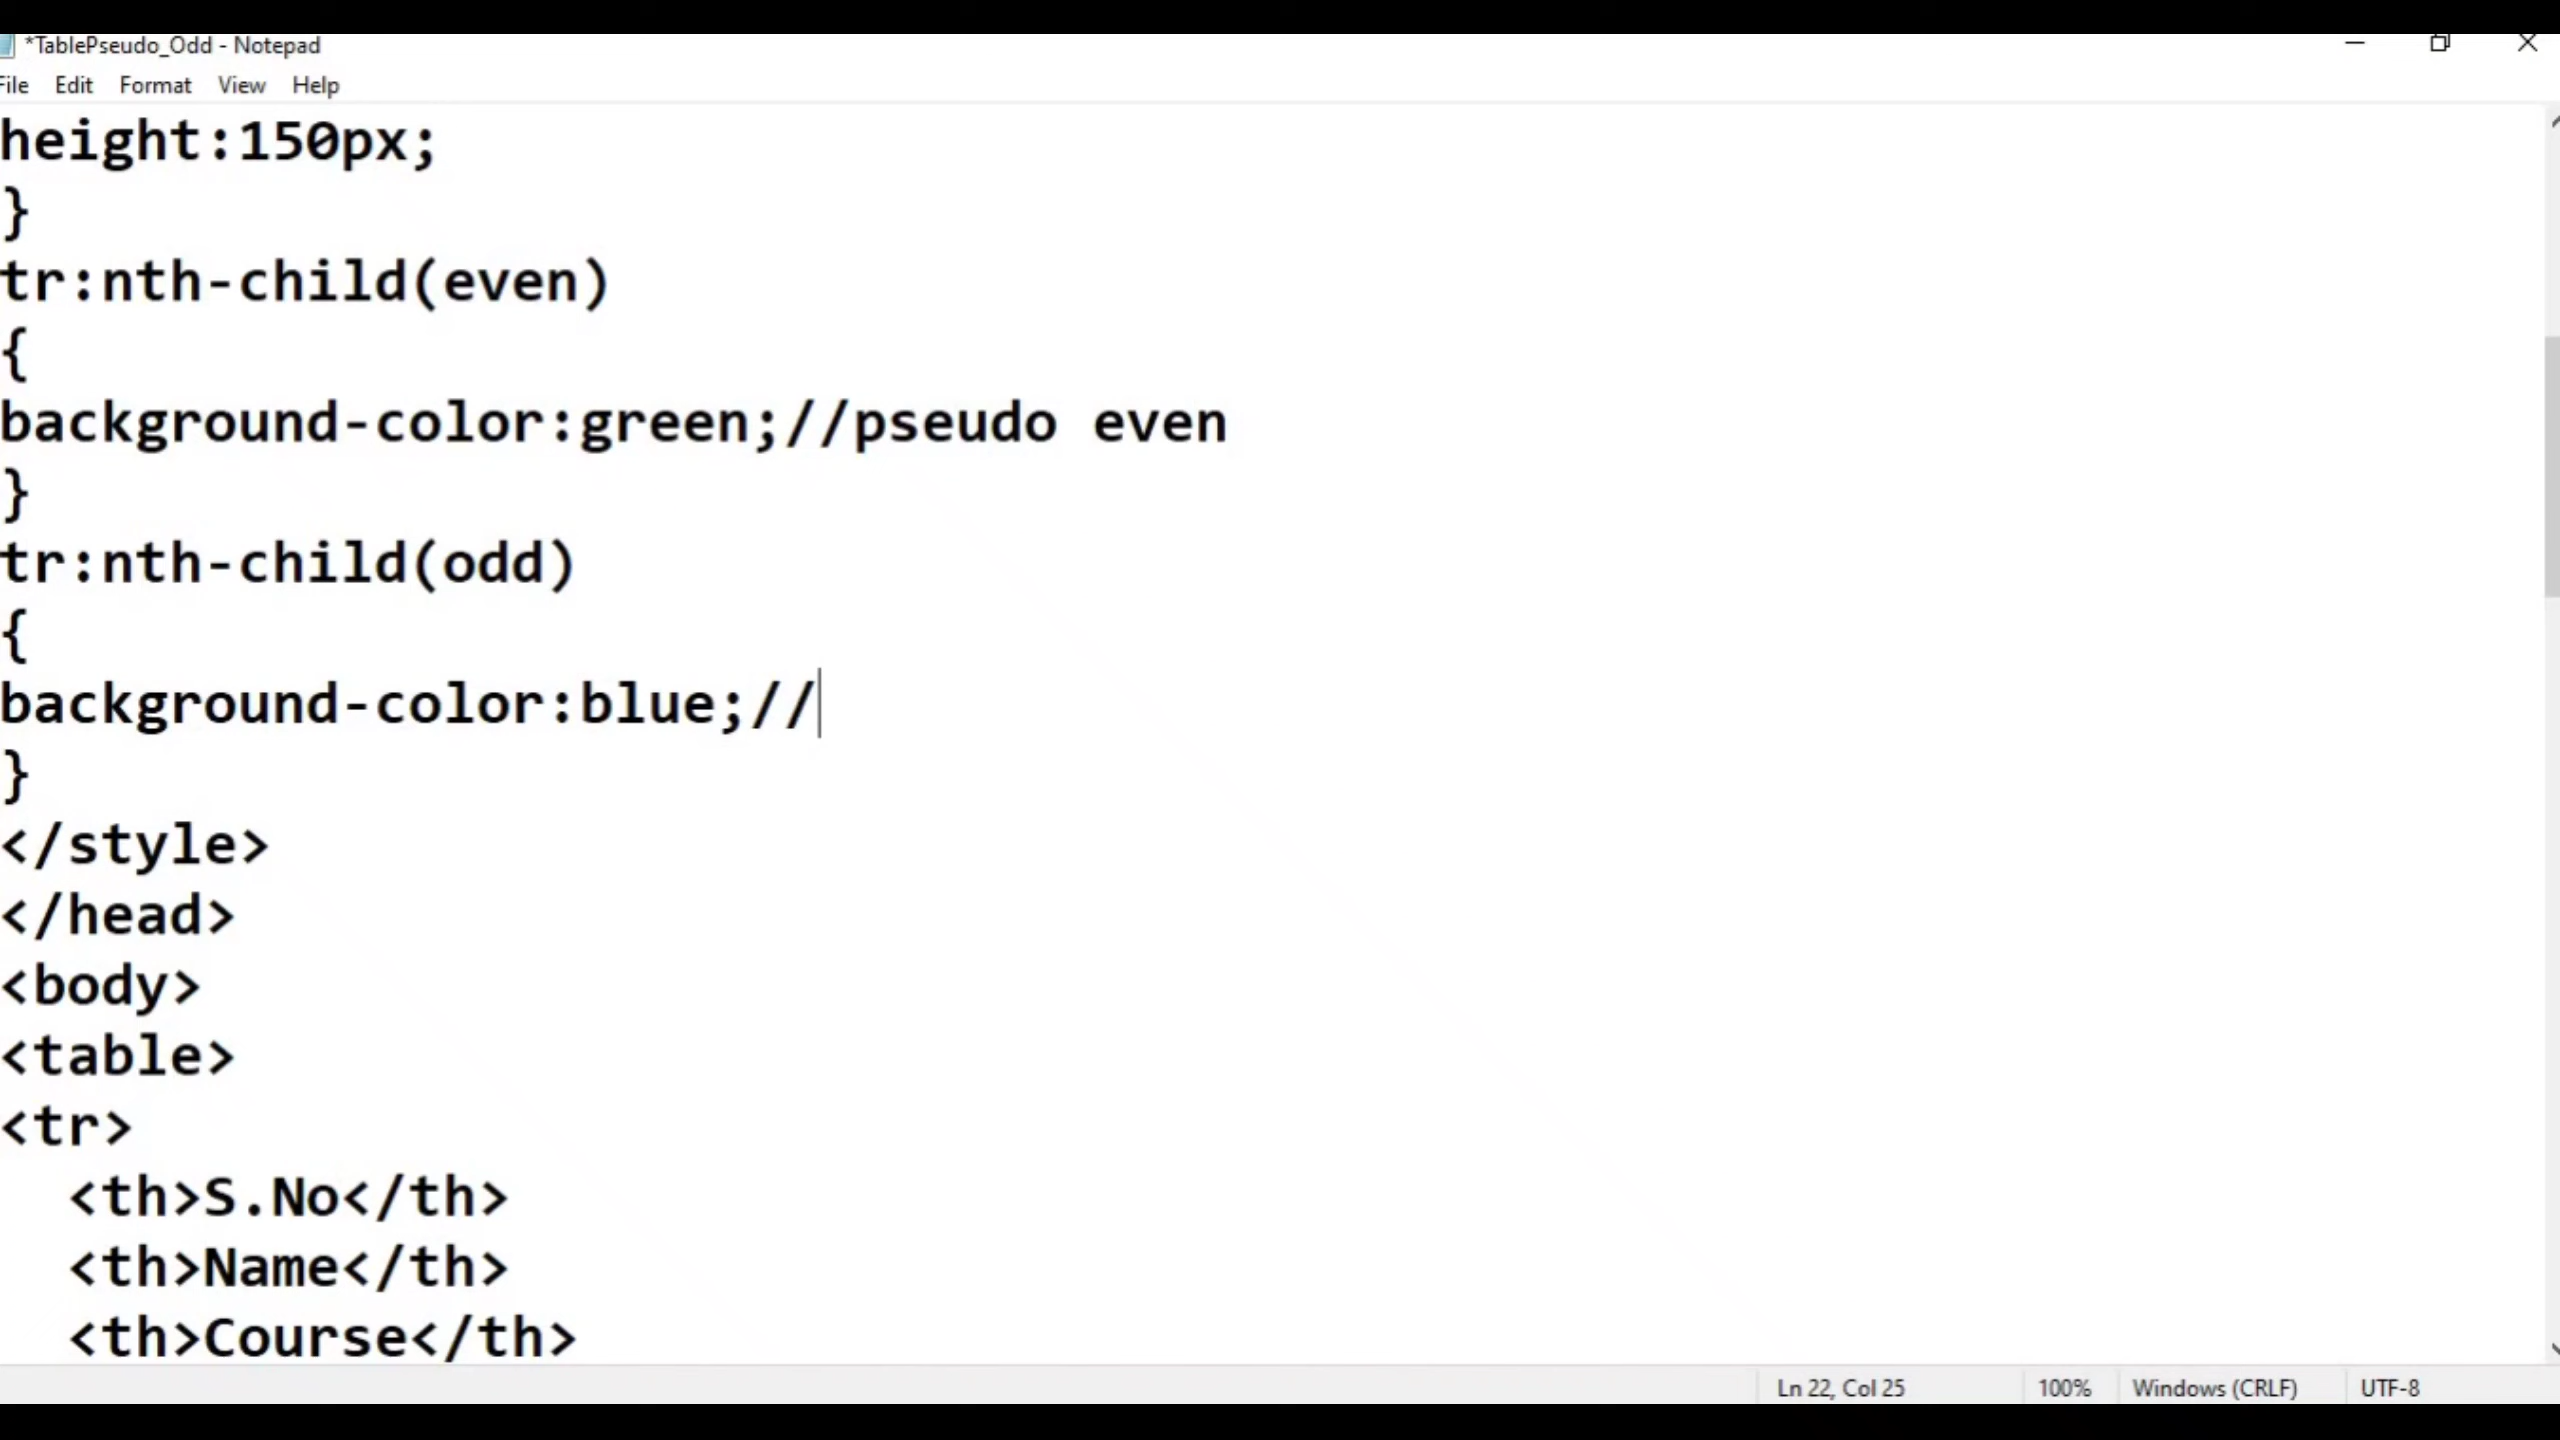 *TablePseudo_Odd - Notepad
File Edit Format View Help
height:150px;
}
tr:nth-child(even)
{
background-color:green;//pseudo even
}
tr:nth-child(odd)
{
background-color:blue;//
}
</style>
</head>
<body>
<table>
<tr>
<th>S.No</th>
<th>Name</th>
<th>Course</th>
Ln 22, Col 25 100% Windows (CRLF) UTF-8